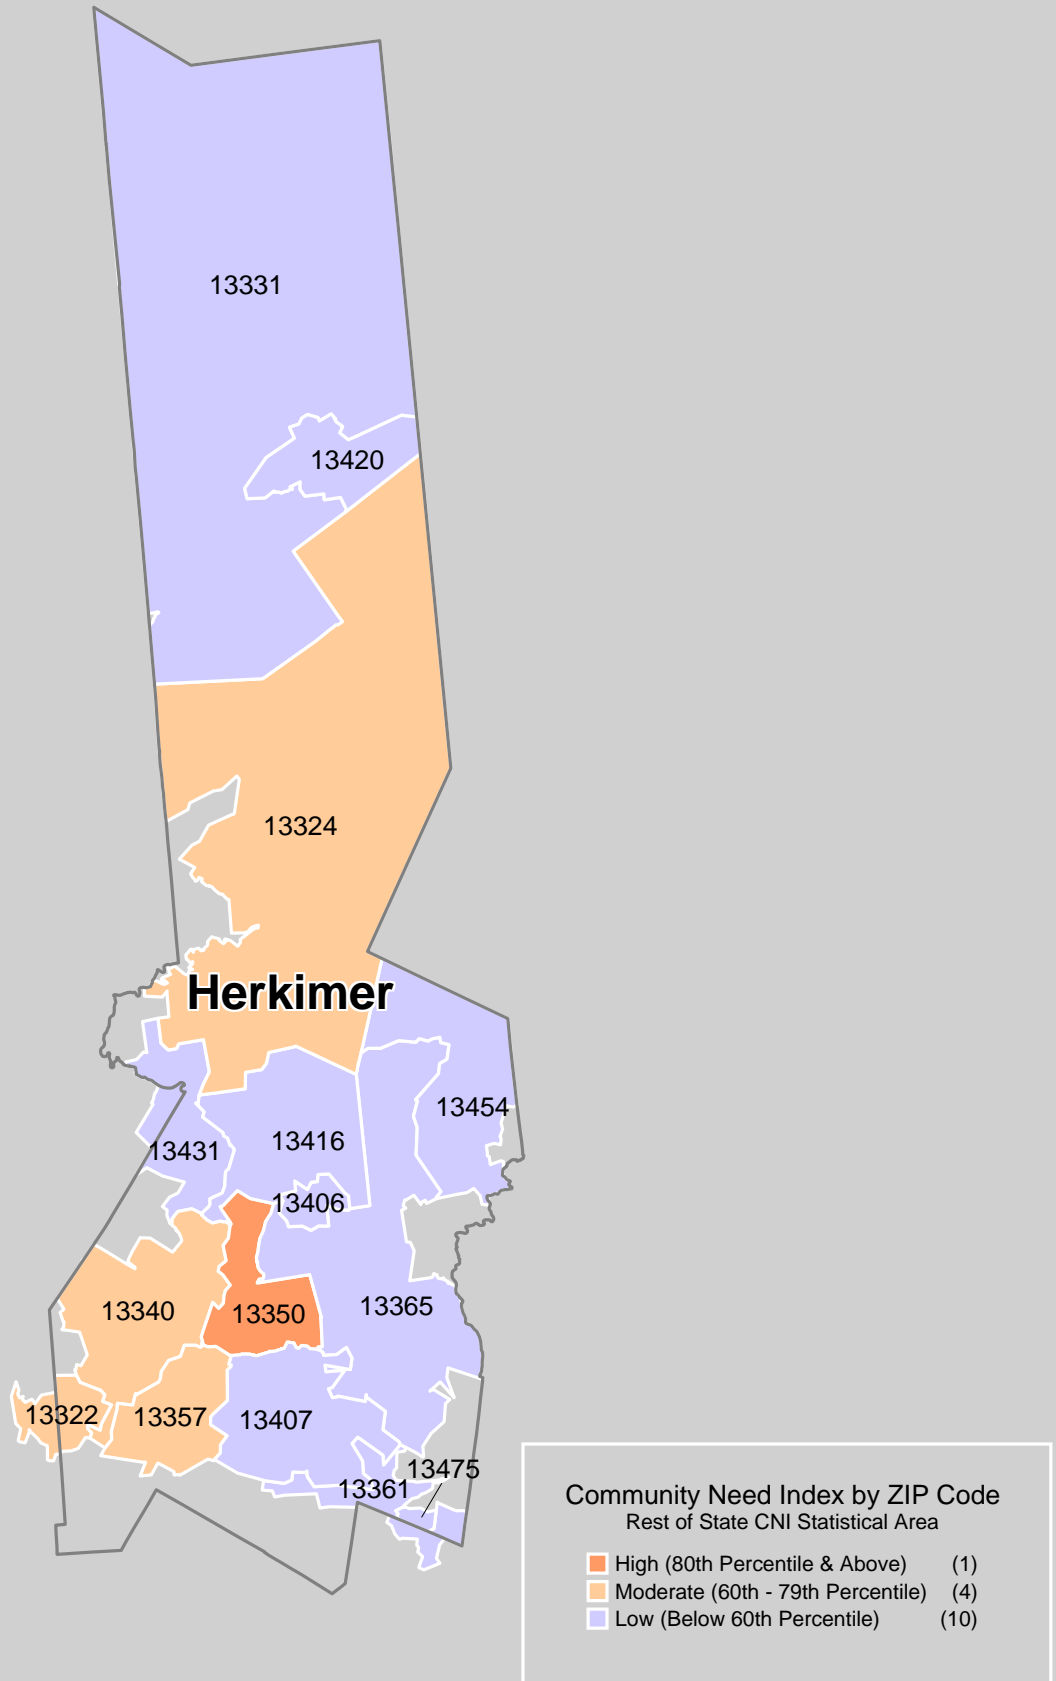 13331
13420
13324
Herkimer
13454
13416
13431
13406
13365
13340
13350
13322
13357
13407
13475
13361
Community Need Index by ZIP Code
Rest of State CNI Statistical Area
High (80th Percentile & Above) (1)
Moderate (60th - 79th Percentile) (4)
Low (Below 60th Percentile) (10)